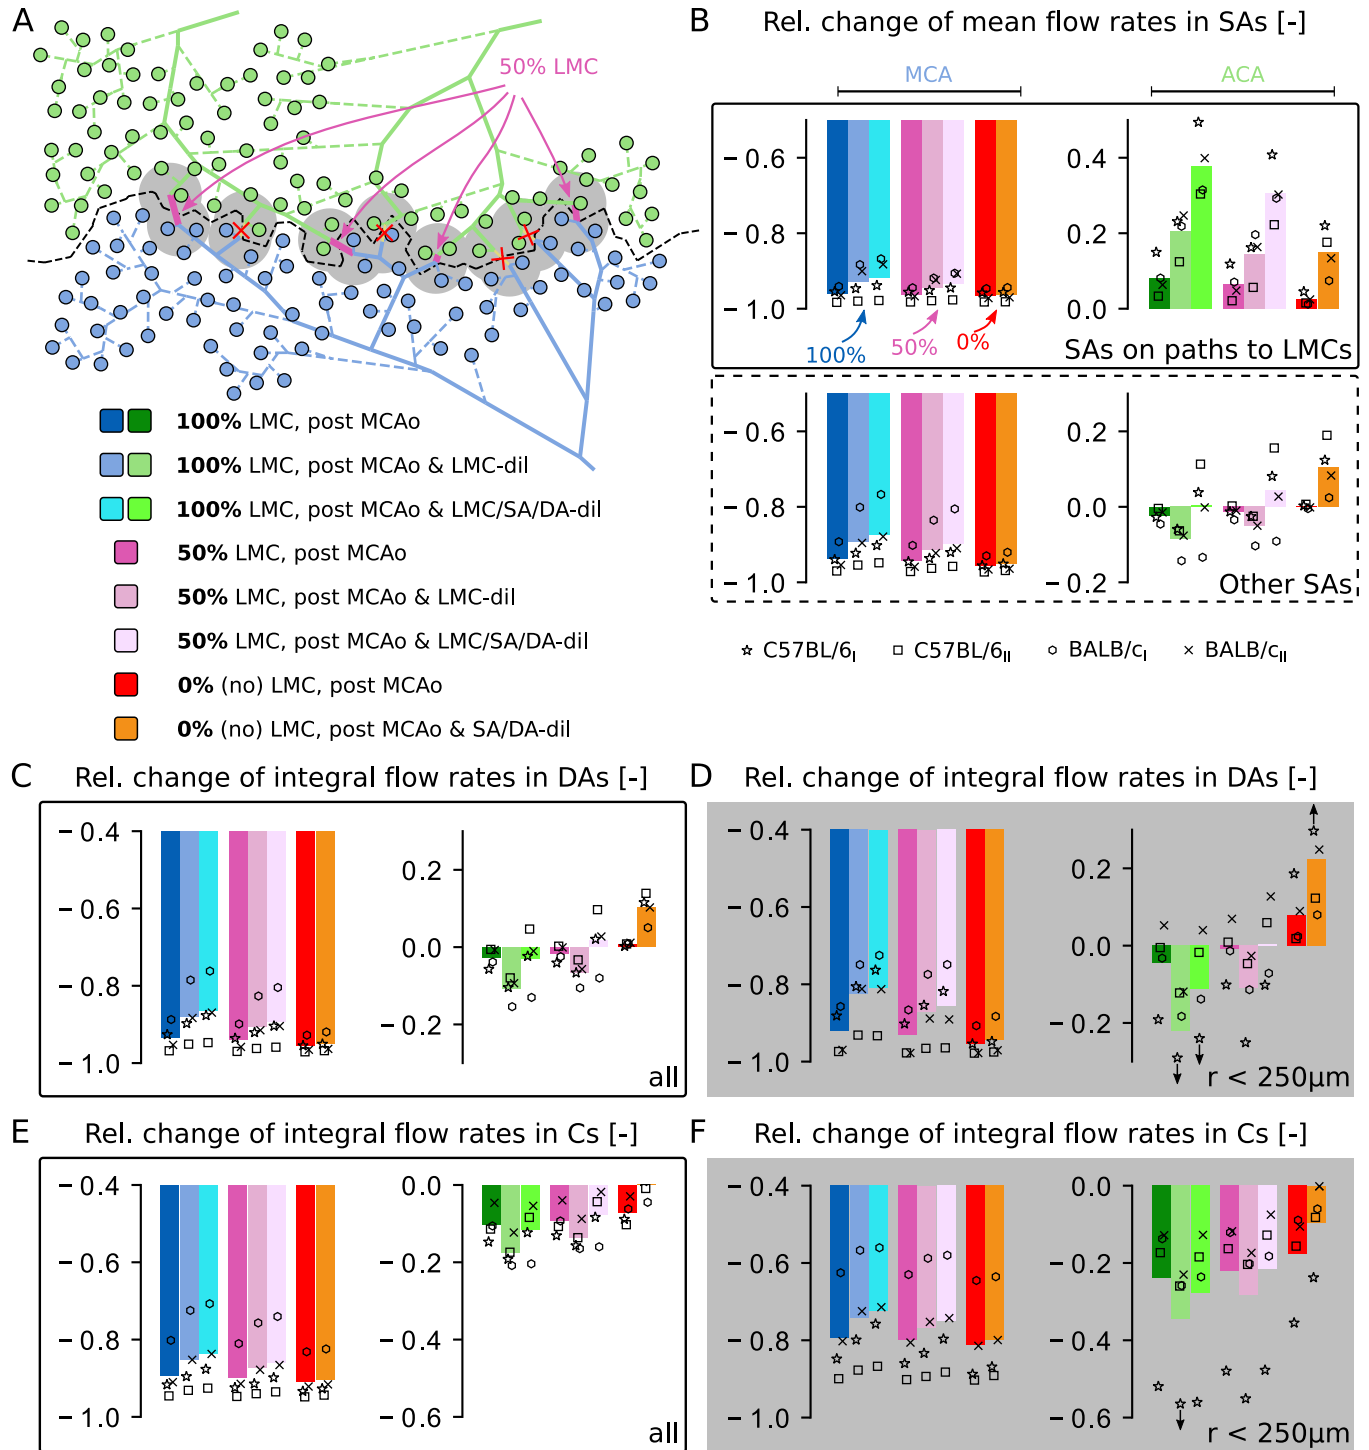 A
50% LMC
100% LMC, post MCAo
100% LMC, post MCAo & LMC-dil
100% LMC, post MCAo & LMC/SA/DA-dil
50% LMC, post MCAo
50% LMC, post MCAo & LMC-dil
50% LMC, post MCAo & LMC/SA/DA-dil
0% (no) LMC, post MCAo
0% (no) LMC, post MCAo & SA/DA-dil
B Rel. change of mean flow rates in SAs [-]
MCA ACA
−0.6
−0.8
−1.0
100% 50% 0%
0.4
0.2
0.0
SAs on paths to LMCs
−0.6
−0.8
−1.0
0.2
0.0
−0.2
Other SAs
C57BL/6I C57BL/6II BALB/cI BALB/cII
C Rel. change of integral flow rates in DAs [-]
−0.4
−0.6
−0.8
−1.0
0.2
0.0
−0.2
all
D Rel. change of integral flow rates in DAs [-]
−0.4
−0.6
−0.8
−1.0
0.2
0.0
−0.2
r < 250μm
E Rel. change of integral flow rates in Cs [-]
−0.4
−0.6
−0.8
−1.0
0.0
−0.2
−0.4
−0.6
all
F Rel. change of integral flow rates in Cs [-]
−0.4
−0.6
−0.8
−1.0
0.0
−0.2
−0.4
−0.6
r < 250μm